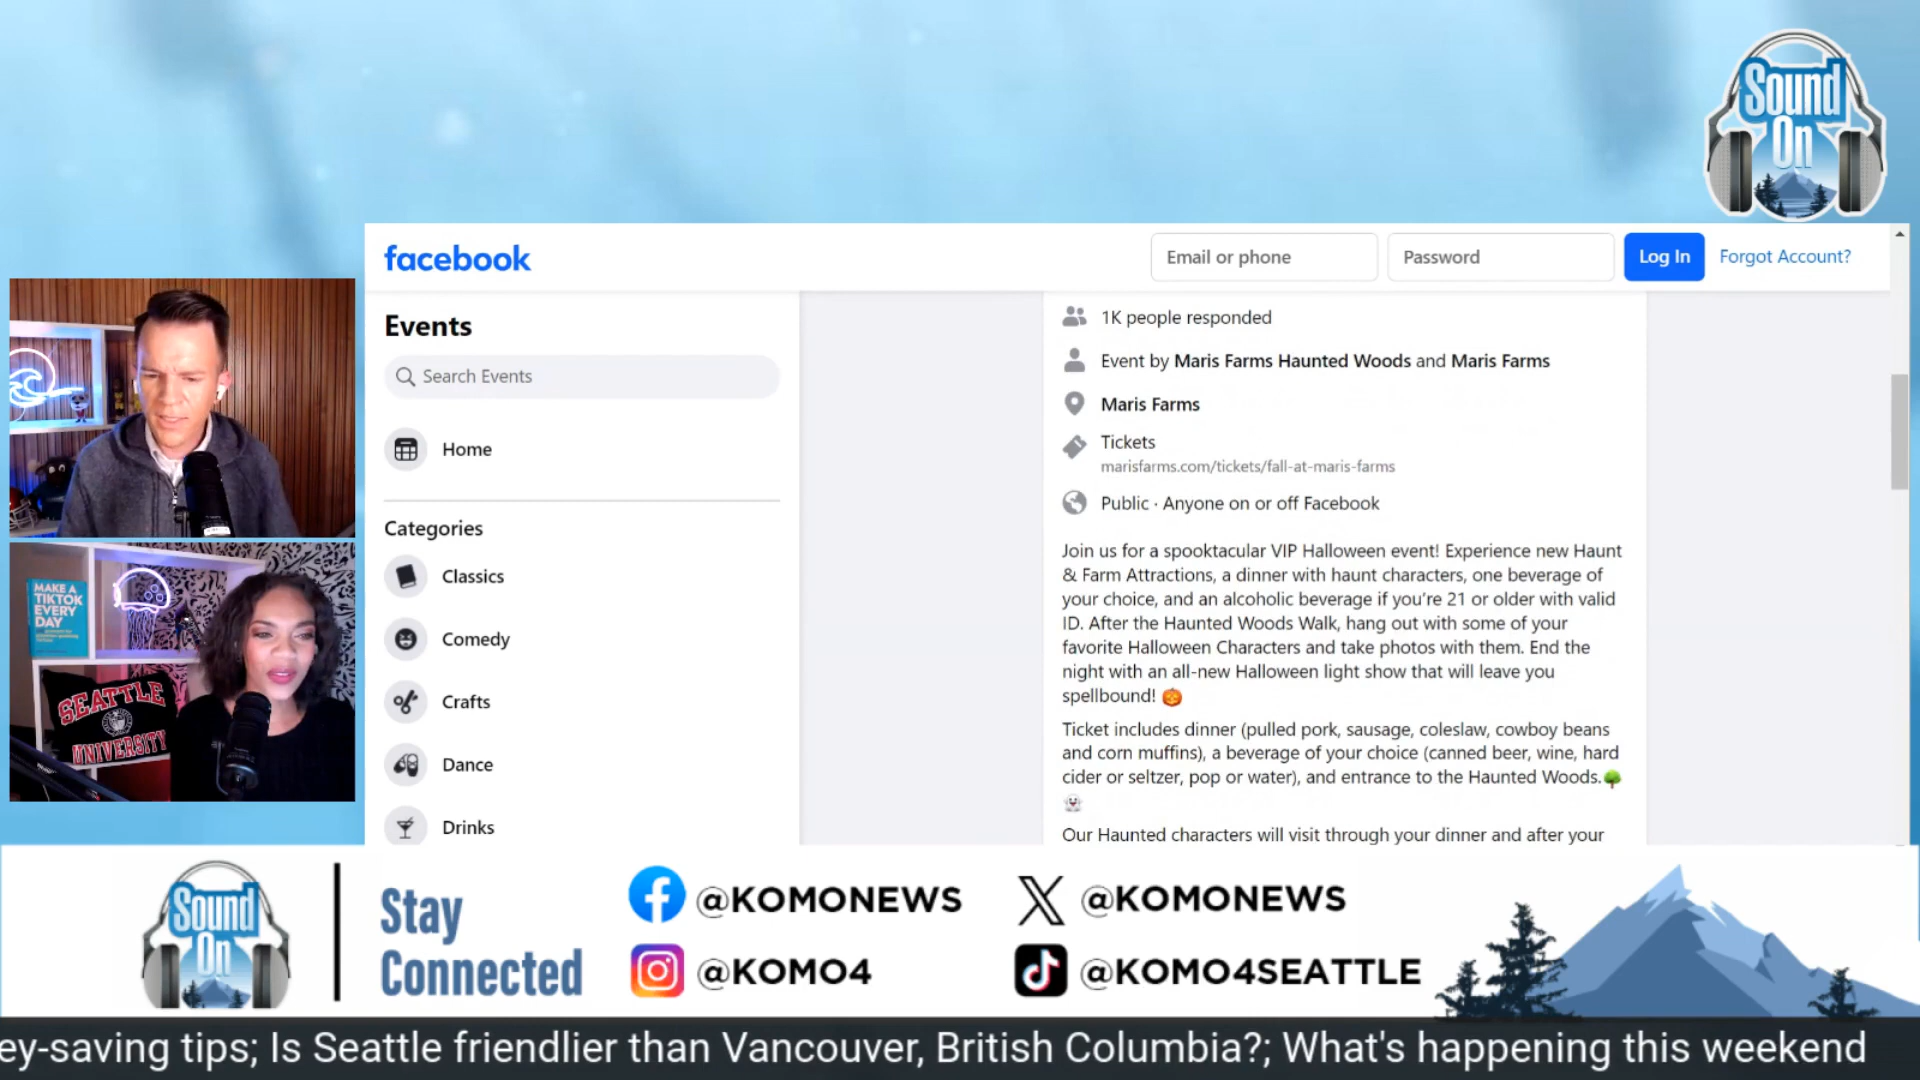 Sound
On
facebook
Email or phone
Password
Log In
Forgot Account?
Events
Search Events
Home
Categories
Classics
Comedy
Crafts
Dance
Drinks
1K people responded
Event by Maris Farms Haunted Woods and Maris Farms
Maris Farms
Tickets
marisfarms.com/tickets/fall-at-maris-farms
Public · Anyone on or off Facebook
Join us for a spooktacular VIP Halloween event! Experience new Haunt
& Farm Attractions, a dinner with haunt characters, one beverage of
your choice, and an alcoholic beverage if you're 21 or older with valid
ID. After the Haunted Woods Walk, hang out with some of your
favorite Halloween Characters and take photos with them. End the
night with an all-new Halloween light show that will leave you
spellbound! 🎃
Ticket includes dinner (pulled pork, sausage, coleslaw, cowboy beans
and corn muffins), a beverage of your choice (canned beer, wine, hard
cider or seltzer, pop or water), and entrance to the Haunted Woods.🌳
👻
Our Haunted characters will visit through your dinner and after your
MAKE A
TIKTOK
EVERY
DAY
SEATTLE
UNIVERSITY
Sound
On
Stay
Connected
@KOMONEWS
@KOMONEWS
@KOMO4
@KOMO4SEATTLE
ey-saving tips; Is Seattle friendlier than Vancouver, British Columbia?; What's happening this weekend